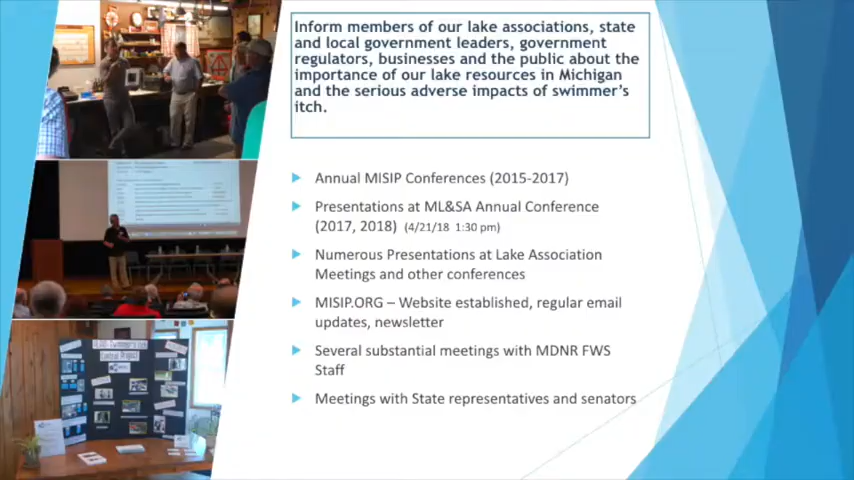 Inform members of our lake associations, state
and local government leaders, government
regulators, businesses and the public about the
importance of our lake resources in Michigan
and the serious adverse impacts of swimmer's
itch.
Annual MISIP Conferences (2015-2017)
Presentations at ML&SA Annual Conference
(2017, 2018) (4/21/18 1:30 pm)
Numerous Presentations at Lake Association
Meetings and other conferences
MISIP.ORG – Website established, regular email
updates, newsletter
Several substantial meetings with MDNR FWS
Staff
Meetings with State representatives and senators
Control Project